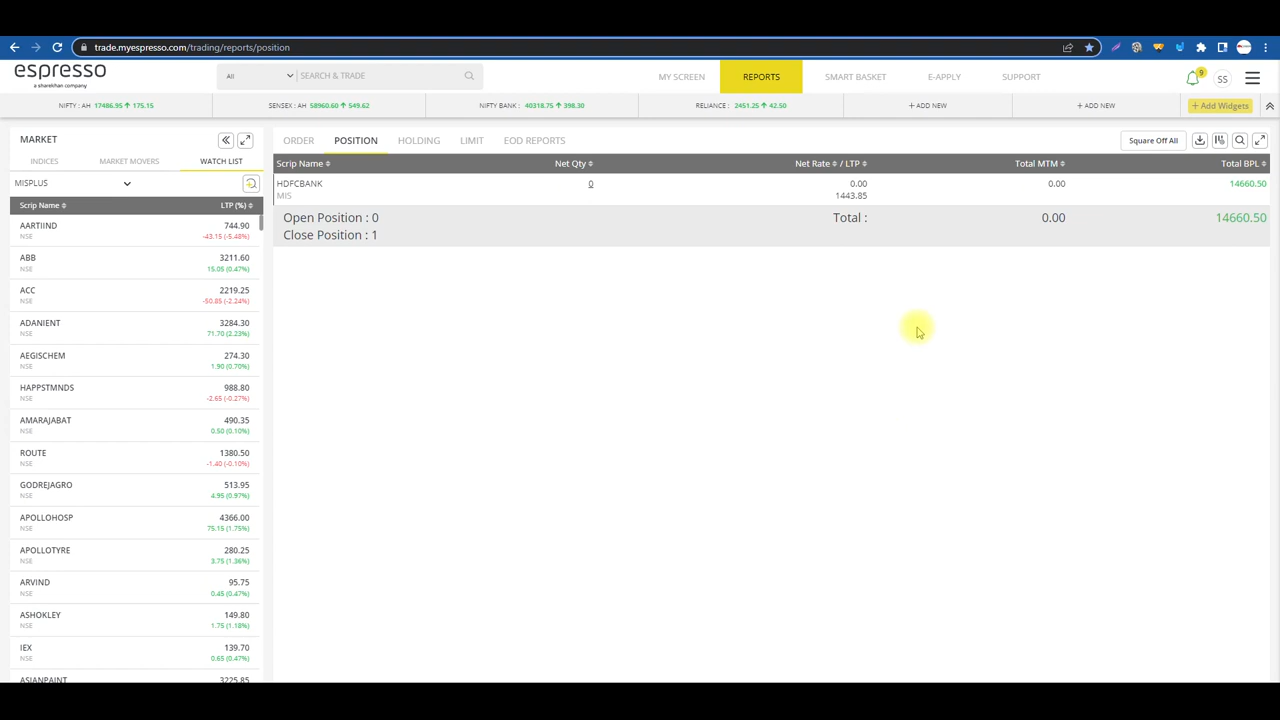 trade.myespresso.com/trading/reports/position
espresso
a sharekhan company
All
SEARCH & TRADE
MY SCREEN
REPORTS
SMART BASKET
E-APPLY
SUPPORT
9
SS
NIFTY : AH 17486.95 175.15
SENSEX : AH 58960.60 549.62
NIFTY BANK : 40318.75 398.30
RELIANCE : 2451.25 42.50
+ ADD NEW
+ ADD NEW
+ Add Widgets
MARKET
INDICES MARKET MOVERS WATCH LIST
MISPLUS
Scrip Name LTP (%)
AARTIIND 744.90
NSE -43.15 (-5.48%)
ABB 3211.60
NSE 15.05 (0.47%)
ACC 2219.25
NSE -50.85 (-2.24%)
ADANIENT 3284.30
NSE 71.70 (2.23%)
AEGISCHEM 274.30
NSE 1.90 (0.70%)
HAPPSTMNDS 988.80
NSE -2.65 (-0.27%)
AMARAJABAT 490.35
NSE 0.50 (0.10%)
ROUTE 1380.50
NSE -1.40 (-0.10%)
GODREJAGRO 513.95
NSE 4.95 (0.97%)
APOLLOHOSP 4366.00
NSE 75.15 (1.75%)
APOLLOTYRE 280.25
NSE 3.75 (1.36%)
ARVIND 95.75
NSE 0.45 (0.47%)
ASHOKLEY 149.80
NSE 1.75 (1.18%)
IEX 139.70
NSE 0.65 (0.47%)
ASIANPAINT 3225.85
ORDER POSITION HOLDING LIMIT EOD REPORTS
Square Off All
Scrip Name Net Qty Net Rate / LTP Total MTM Total BPL
HDFCBANK 0 0.00 0.00 14660.50
MIS 1443.85
Open Position : 0 Total : 0.00 14660.50
Close Position : 1